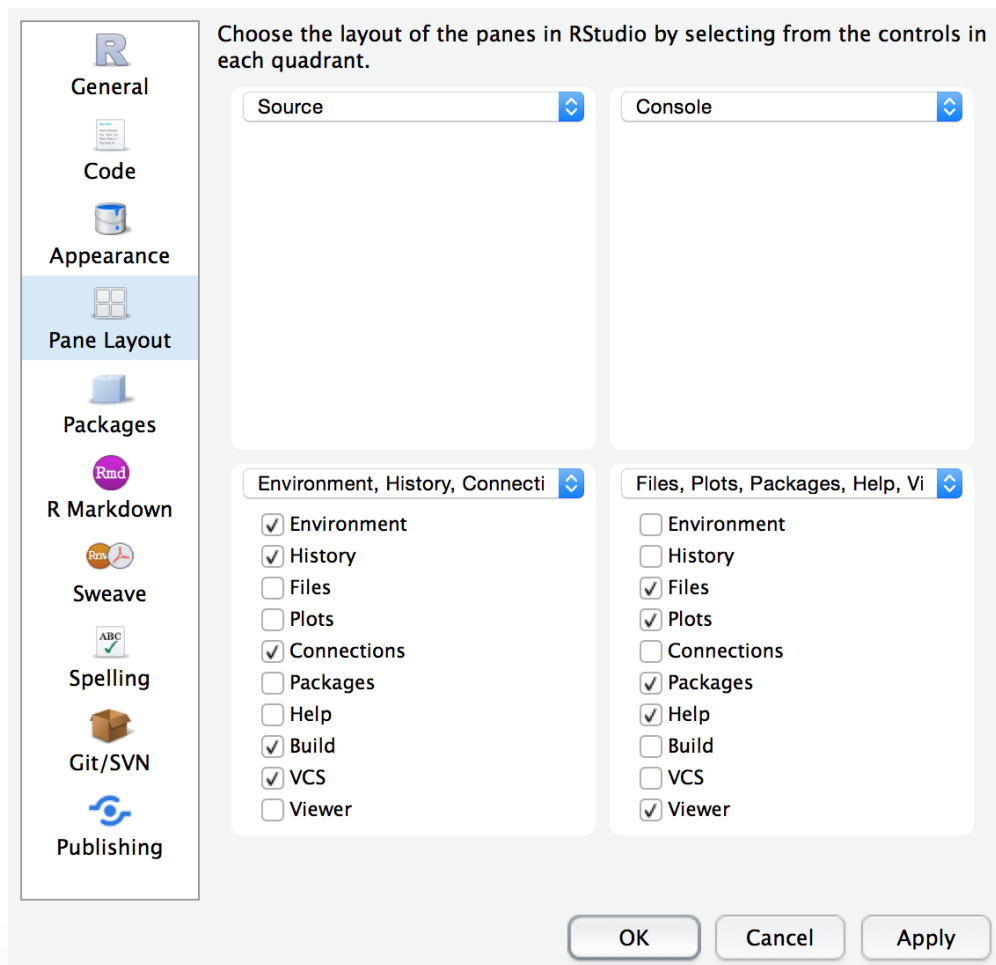 Choose the layout of the panes in RStudio by selecting from the controls in
each quadrant.
R
General
Code
Appearance
Pane Layout
Packages
Rmd
R Markdown
Rnw
Sweave
ABC
Spelling
Git/SVN
Publishing
Source
Console
Environment, History, Connecti
Environment
History
Files
Plots
Connections
Packages
Help
Build
VCS
Viewer
Files, Plots, Packages, Help, Vi
Environment
History
Files
Plots
Connections
Packages
Help
Build
VCS
Viewer
OK
Cancel
Apply